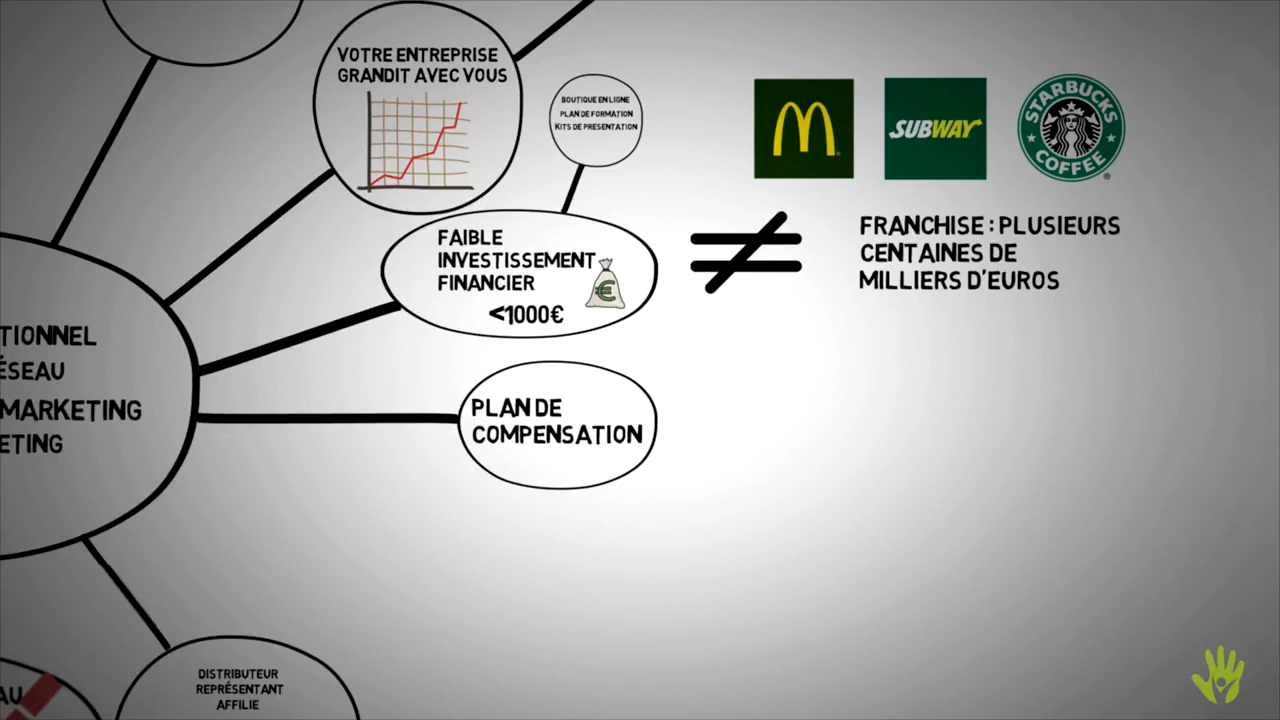 VOTRE ENTREPRISE
GRANDIT AVEC VOUS
BOUTIQUE EN LIGNE
PLAN DE FORMATION
KITS DE PRESENTATION
SUBWAY
STARBUCKS
COFFEE
FAIBLE
INVESTISSEMENT
FINANCIER
€
<1000€
≠
FRANCHISE : PLUSIEURS
CENTAINES DE
MILLIERS D'EUROS
TIONNEL
ÉSEAU
MARKETING
ETING
PLAN DE
COMPENSATION
AU
DISTRIBUTEUR
REPRÉSENTANT
AFFILIE